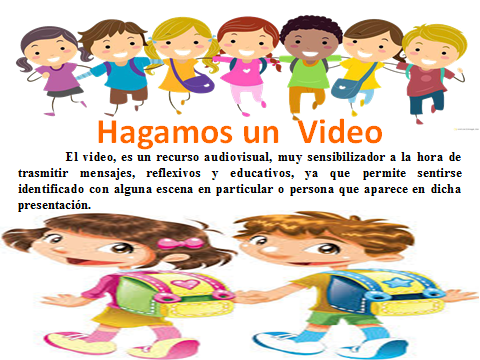 Hagamos un Video
El video, es un recurso audiovisual, muy sensibilizador a la hora de
trasmitir mensajes, reflexivos y educativos, ya que permite sentirse
identificado con alguna escena en particular o persona que aparece en dicha
presentación.